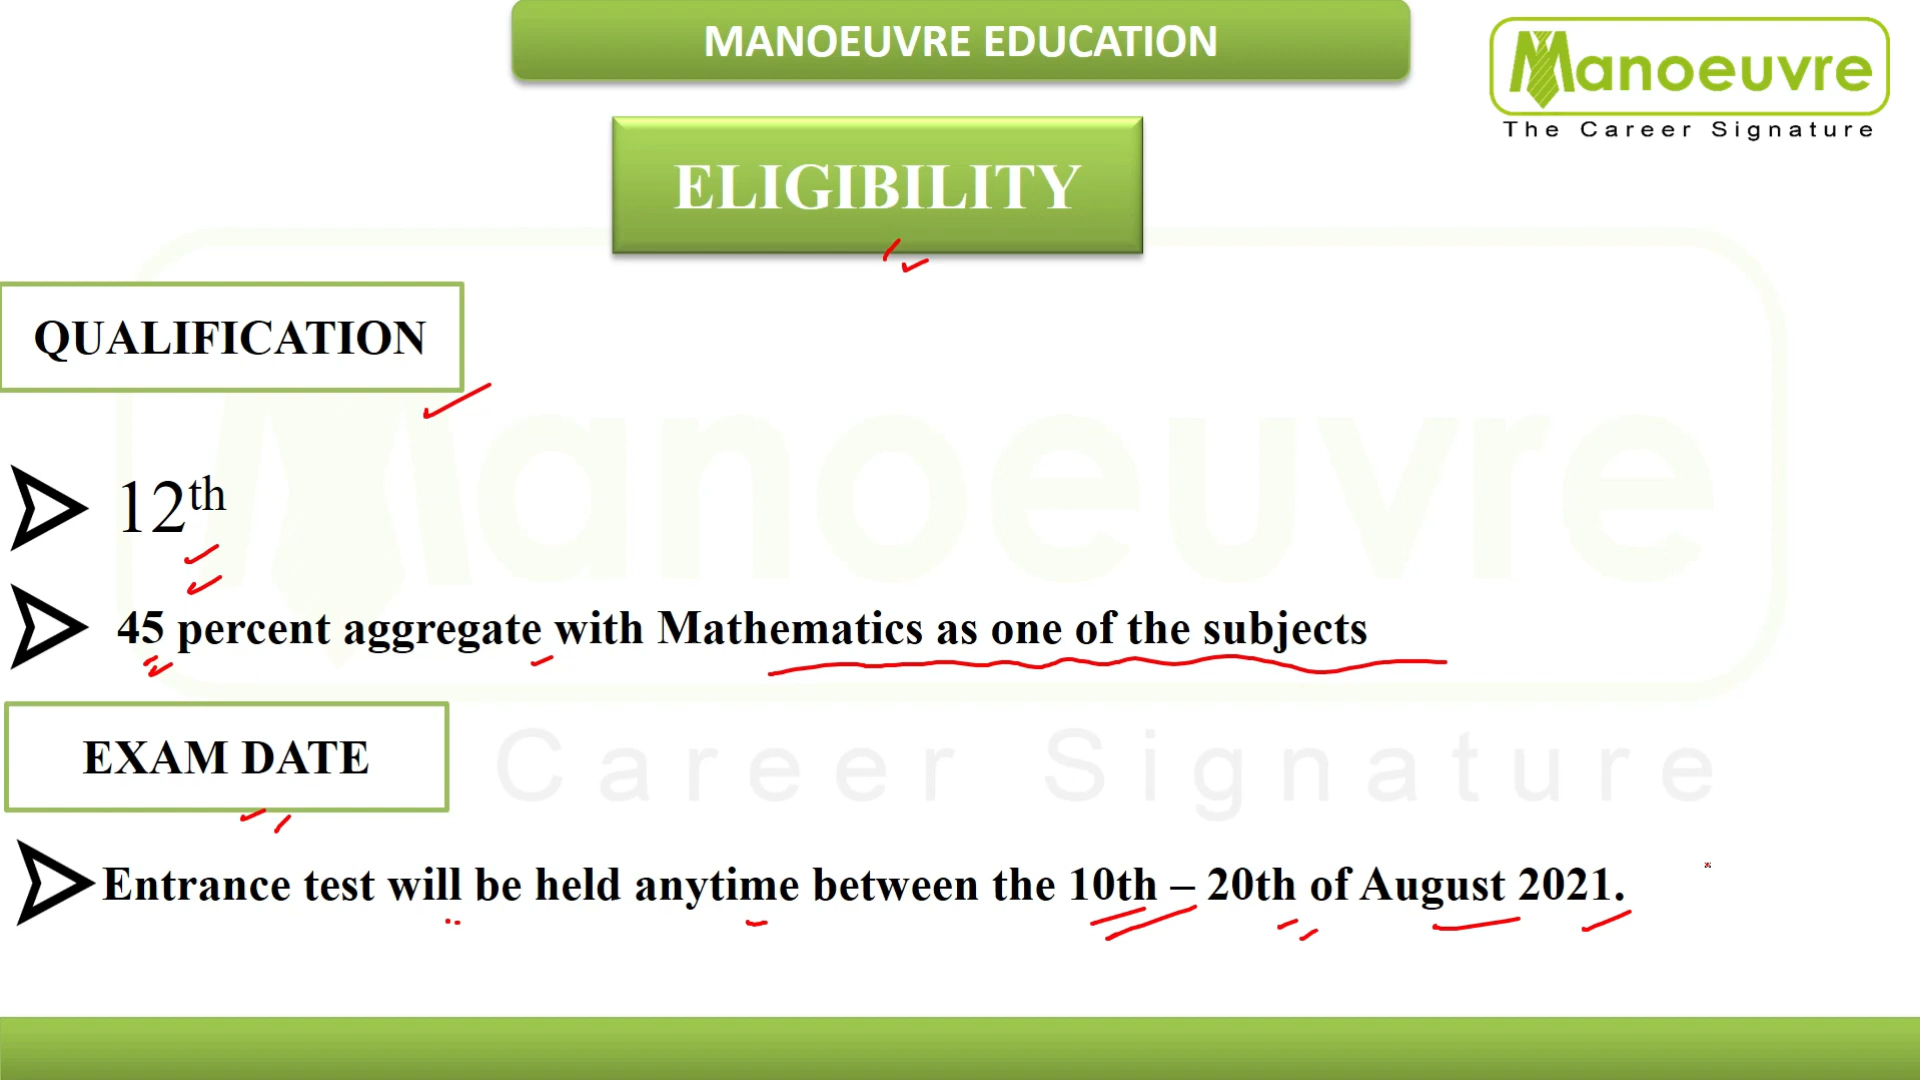 MANOEUVRE EDUCATION
Manoeuvre
The Career Signature
ELIGIBILITY
QUALIFICATION
12th
45 percent aggregate with Mathematics as one of the subjects
EXAM DATE
Entrance test will be held anytime between the 10th – 20th of August 2021.
Manoeuvre
Career Signature